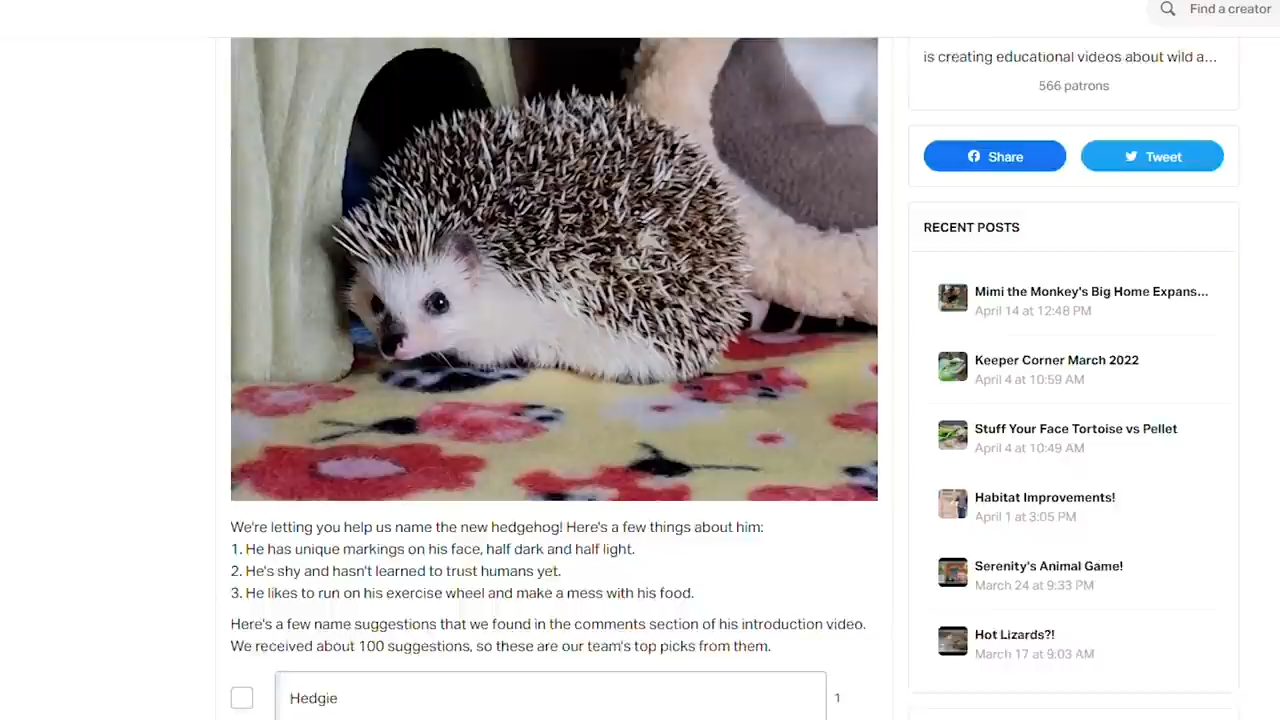 Find a creator
is creating educational videos about wild a...
566 patrons
Share
Tweet
RECENT POSTS
Mimi the Monkey's Big Home Expans...
April 14 at 12:48 PM
Keeper Corner March 2022
April 4 at 10:59 AM
Stuff Your Face Tortoise vs Pellet
April 4 at 10:49 AM
Habitat Improvements!
April 1 at 3:05 PM
Serenity's Animal Game!
March 24 at 9:33 PM
Hot Lizards?!
March 17 at 9:03 AM
We're letting you help us name the new hedgehog! Here's a few things about him:
1. He has unique markings on his face, half dark and half light.
2. He's shy and hasn't learned to trust humans yet.
3. He likes to run on his exercise wheel and make a mess with his food.
Here's a few name suggestions that we found in the comments section of his introduction video.
We received about 100 suggestions, so these are our team's top picks from them.
Hedgie 1